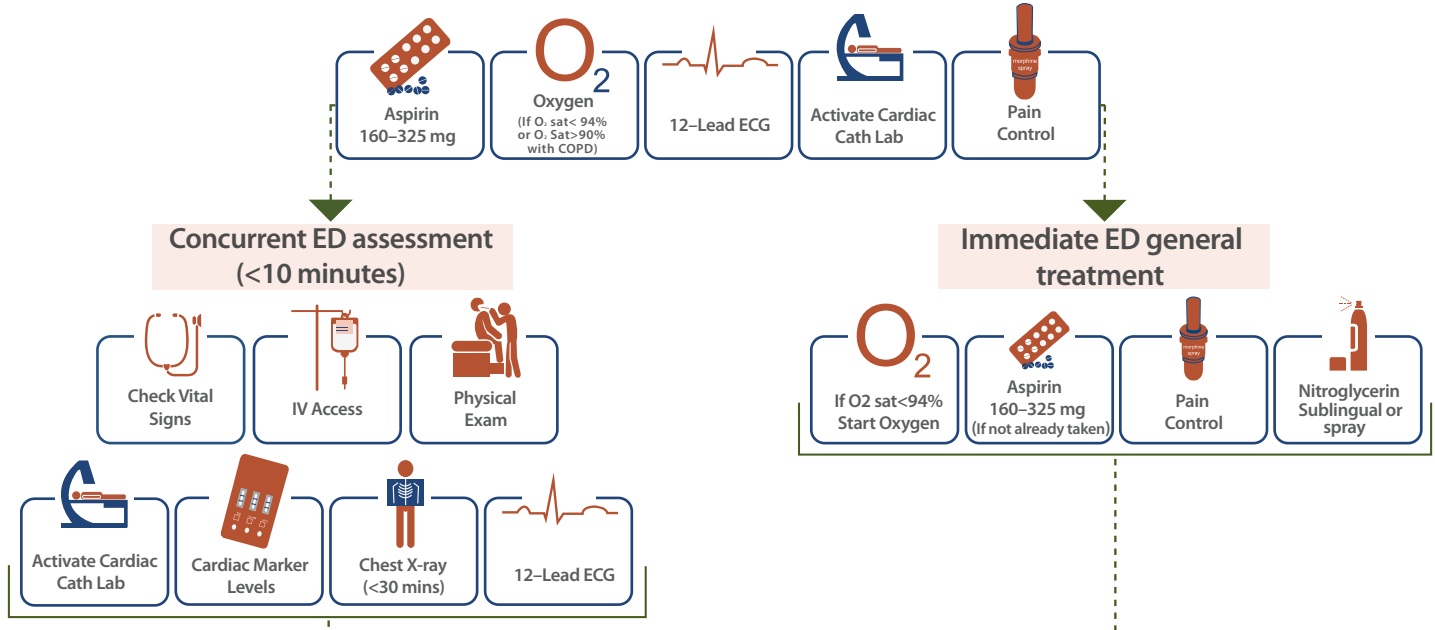 Aspirin
160–325 mg
O
2
Oxygen
(If O₂ sat< 94%
or O₂ Sat>90%
with COPD)
12–Lead ECG
Activate Cardiac
Cath Lab
morphine
spray
Pain
Control
Concurrent ED assessment
(<10 minutes)
Check Vital
Signs
IV Access
Physical
Exam
Activate Cardiac
Cath Lab
Cardiac Marker
Levels
Chest X-ray
(<30 mins)
12–Lead ECG
Immediate ED general
treatment
O
2
If O2 sat<94%
Start Oxygen
Aspirin
160–325 mg
(If not already taken)
morphine
spray
Pain
Control
Nitroglycerin
Sublingual or
spray